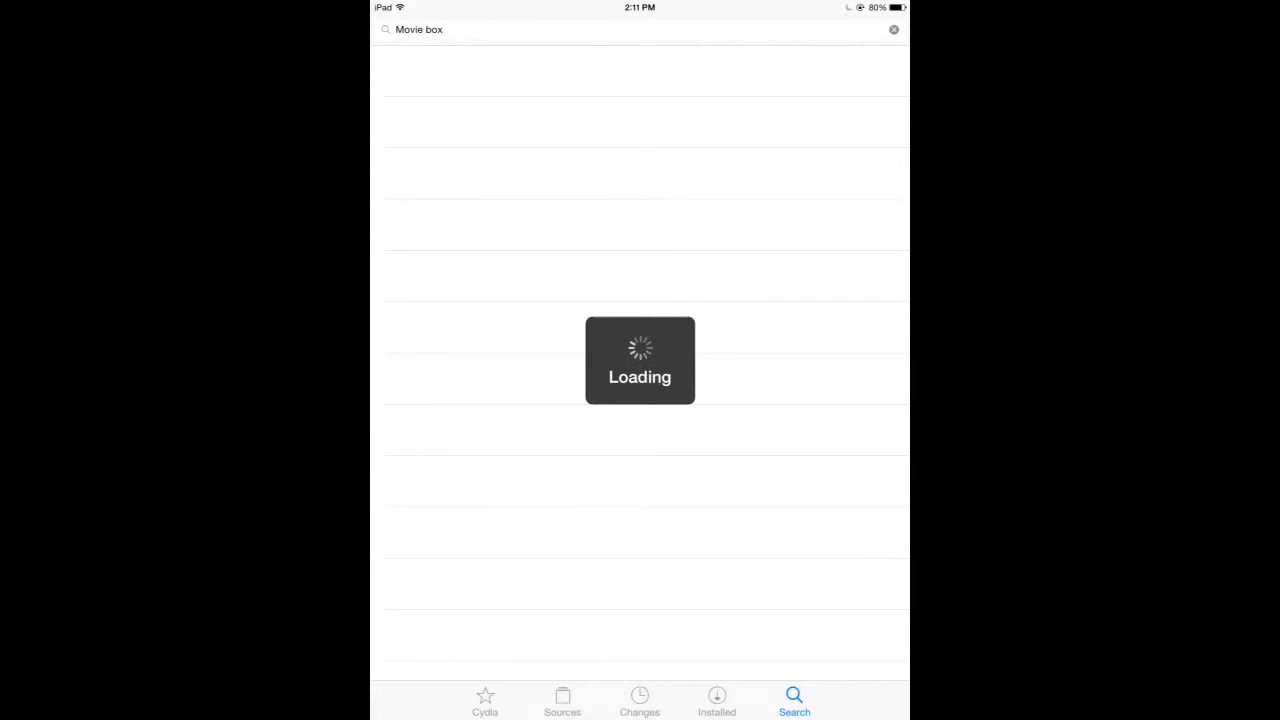 iPad 2:11 PM 80%
Movie box
Loading
Cydia Sources Changes Installed Search